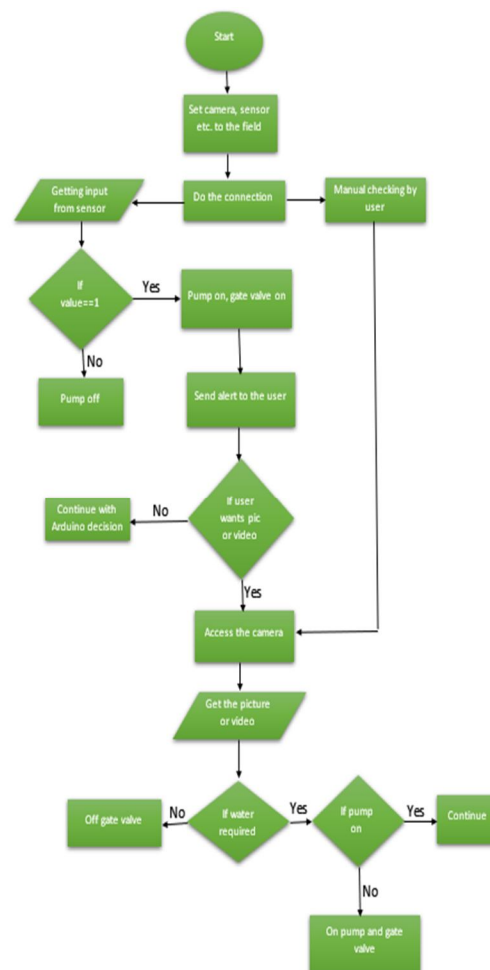 Start
Set camera, sensor
etc. to the field
Getting input
from sensor
Do the connection
Manual checking by
user
If
value==1
Yes
Pump on, gate valve on
No
Pump off
Send alert to the user
Continue with
Arduino decision
No
If user
wants pic
or video
Yes
Access the camera
Get the picture
or video
Off gate valve
No
If water
required
Yes
If pump
on
Yes
Continue
No
On pump and gate
valve